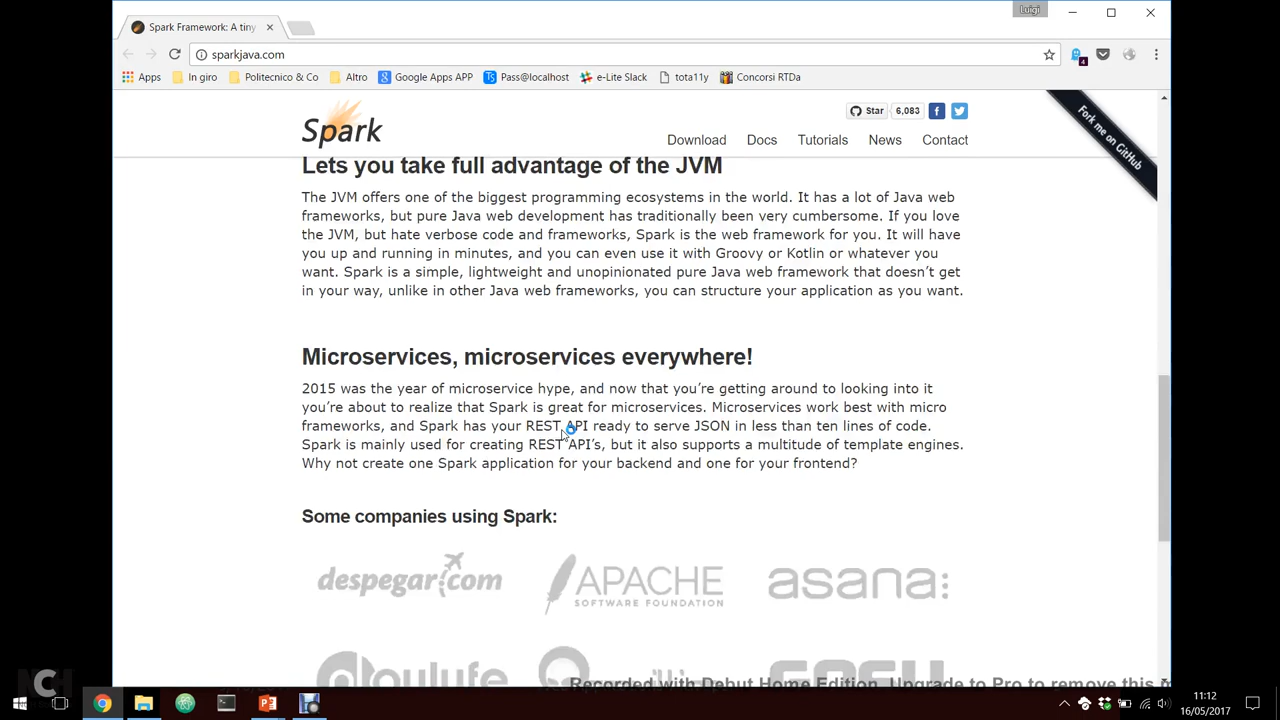 Luigi
Spark Framework: A tiny
sparkjava.com
4
Apps In giro Politecnico & Co Altro Google Apps APP Pass@localhost e-Lite Slack tota11y Concorsi RTDa
Spark
Star 6,083
Download Docs Tutorials News Contact
Fork me on GitHub
Lets you take full advantage of the JVM
The JVM offers one of the biggest programming ecosystems in the world. It has a lot of Java web
frameworks, but pure Java web development has traditionally been very cumbersome. If you love
the JVM, but hate verbose code and frameworks, Spark is the web framework for you. It will have
you up and running in minutes, and you can even use it with Groovy or Kotlin or whatever you
want. Spark is a simple, lightweight and unopinionated pure Java web framework that doesn’t get
in your way, unlike in other Java web frameworks, you can structure your application as you want.
Microservices, microservices everywhere!
2015 was the year of microservice hype, and now that you’re getting around to looking into it
you’re about to realize that Spark is great for microservices. Microservices work best with micro
frameworks, and Spark has your REST API ready to serve JSON in less than ten lines of code.
Spark is mainly used for creating REST API’s, but it also supports a multitude of template engines.
Why not create one Spark application for your backend and one for your frontend?
Some companies using Spark:
despegar.com APACHE SOFTWARE FOUNDATION asana:
Recorded with Debut Home Edition. Upgrade to Pro to remove this m
11:12
16/05/2017